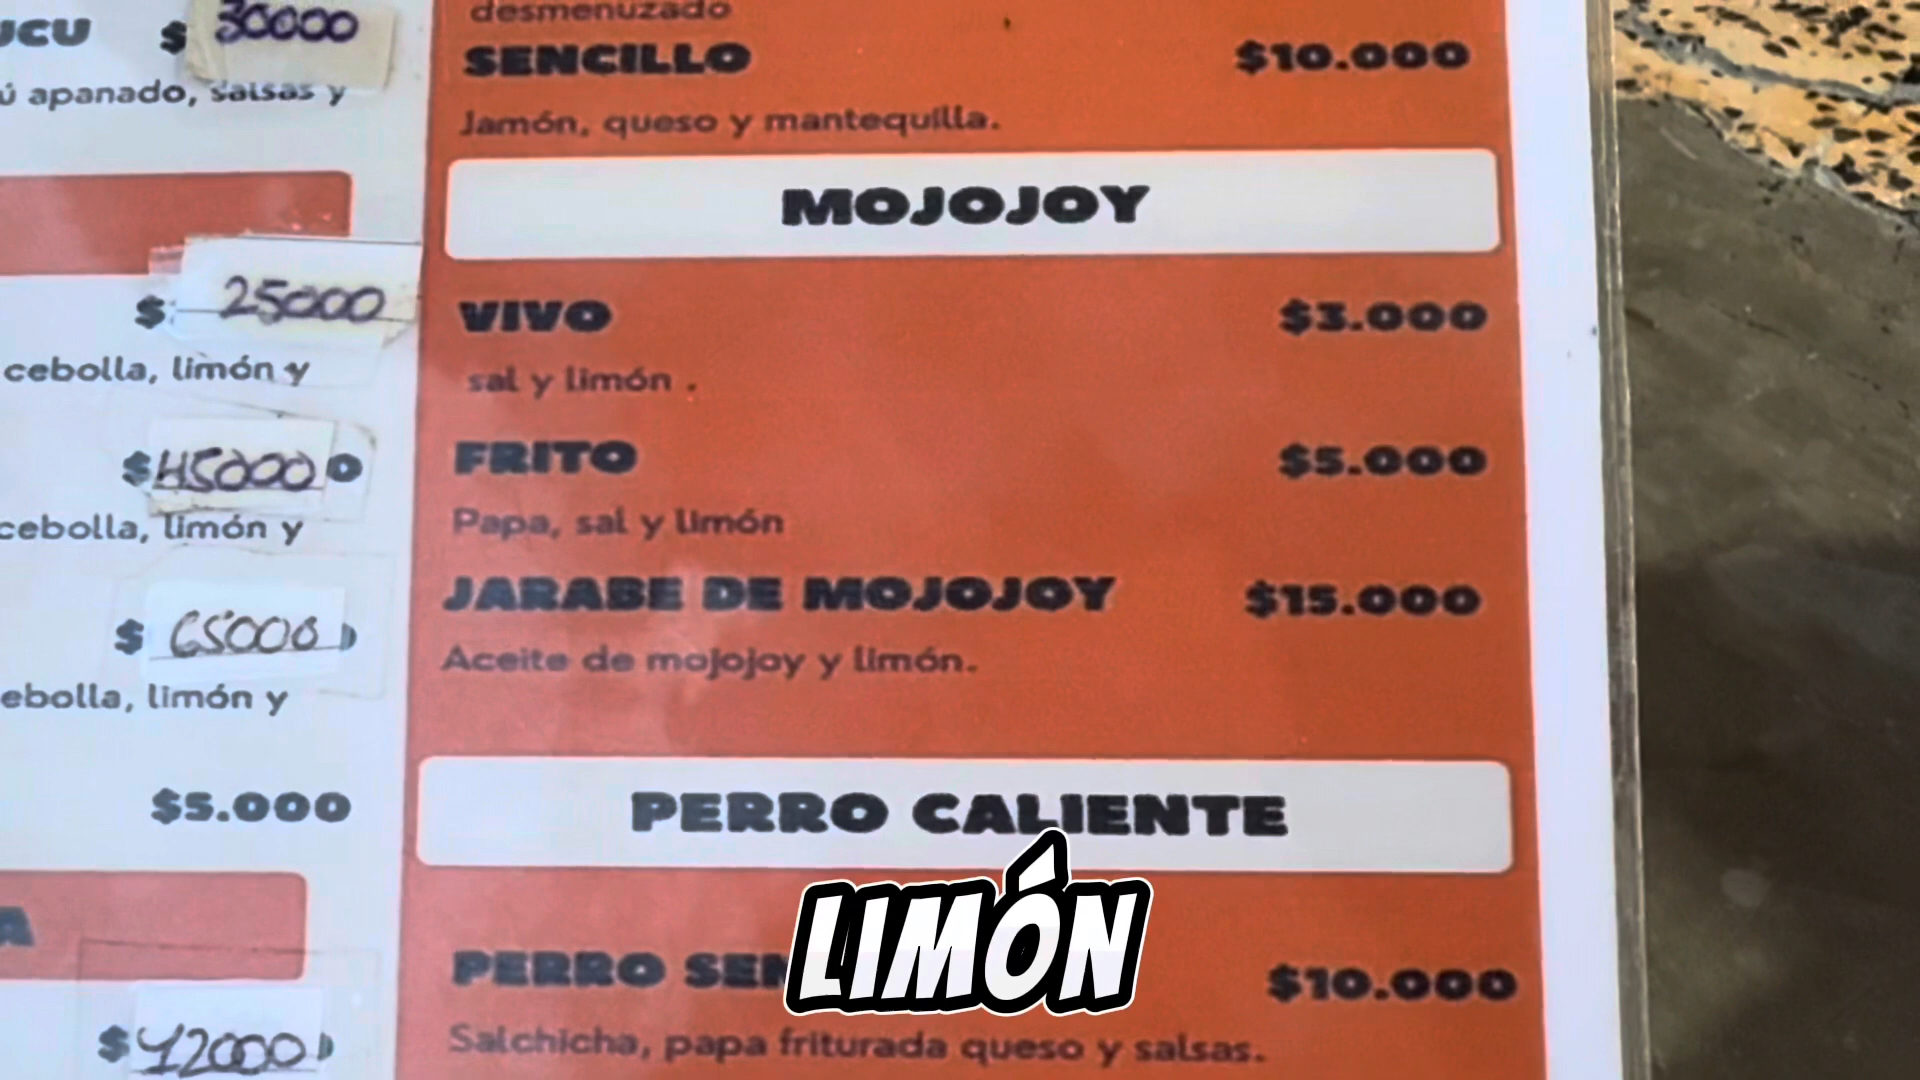 UCU $ 30000
ú apanado, salsas y
$ 25000
cebolla, limón y
$45000
cebolla, limón y
$ 65000
ebolla, limón y
$5.000
A
$42000
desmenuzado
SENCILLO $10.000
Jamón, queso y mantequilla.
MOJOJOY
VIVO $3.000
sal y limón .
FRITO $5.000
Papa, sal y limón
JARABE DE MOJOJOY $15.000
Aceite de mojojoy y limón.
PERRO CALIENTE
PERRO SEN $10.000
Salchicha, papa friturada queso y salsas.
LIMÓN